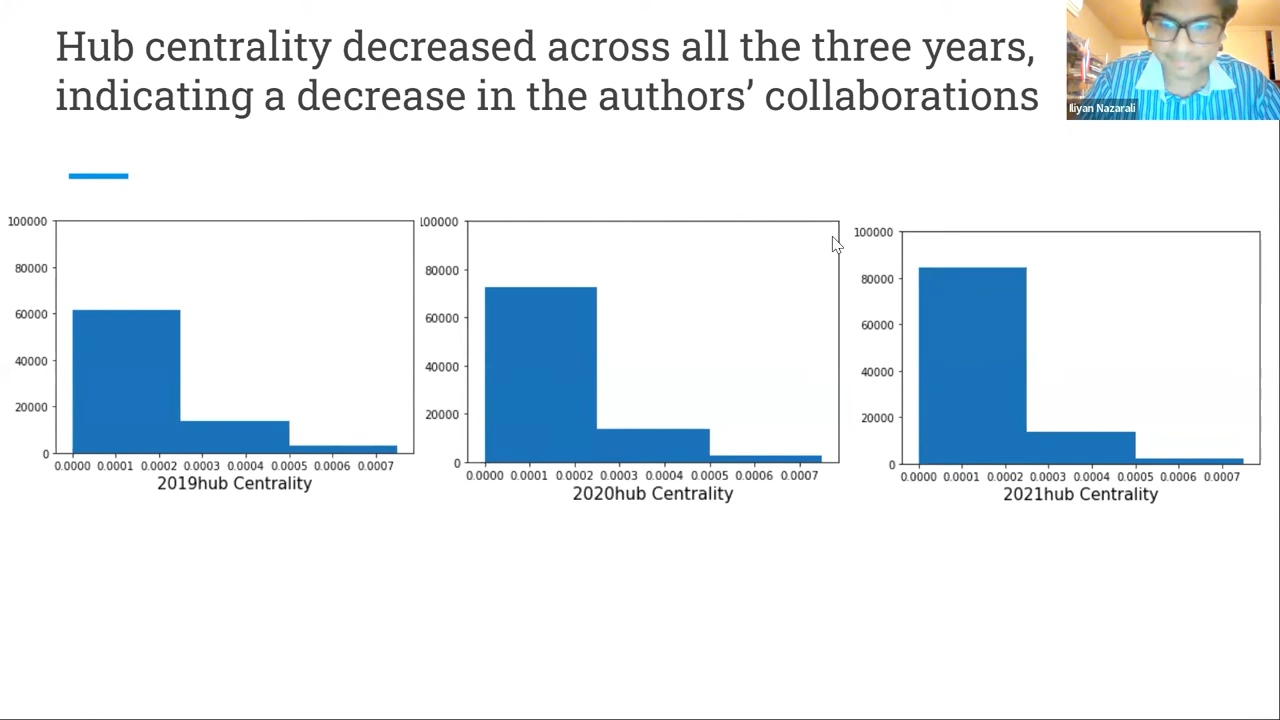 Hub centrality decreased across all the three years,
indicating a decrease in the authors’ collaborations
Iliyan Nazarali
100000
80000
60000
40000
20000
0
0.0000 0.0001 0.0002 0.0003 0.0004 0.0005 0.0006 0.0007
2019hub Centrality
100000
80000
60000
40000
20000
0
0.0000 0.0001 0.0002 0.0003 0.0004 0.0005 0.0006 0.0007
2020hub Centrality
100000
80000
60000
40000
20000
0
0.0000 0.0001 0.0002 0.0003 0.0004 0.0005 0.0006 0.0007
2021hub Centrality